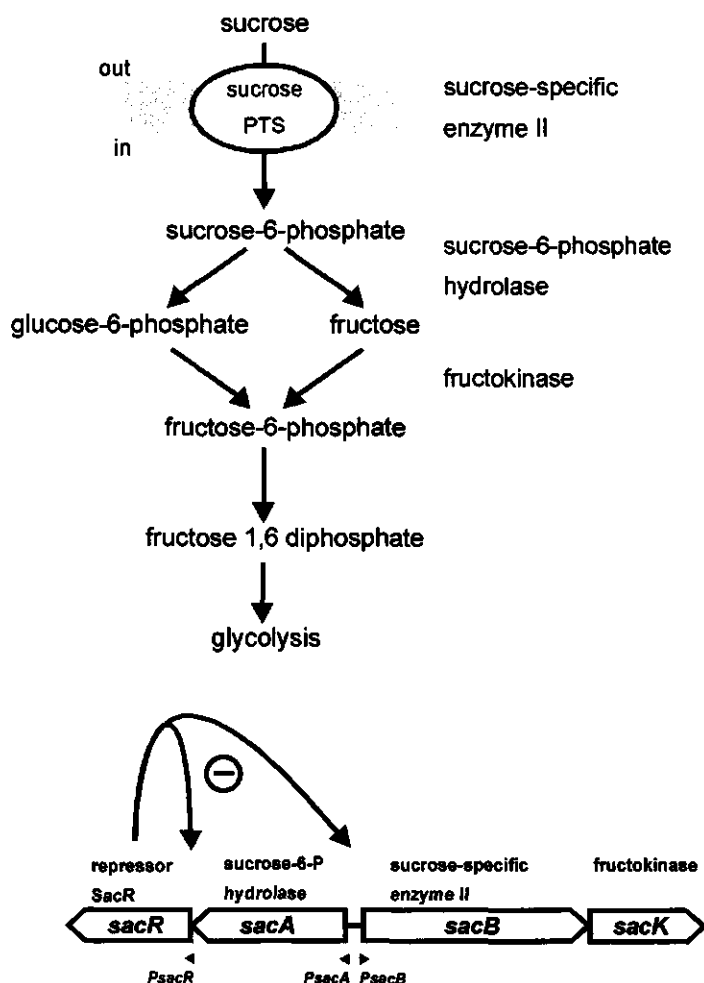 sucrose
out
sucrose
PTS
in
sucrose-specific
enzyme II
sucrose-6-phosphate
sucrose-6-phosphate
hydrolase
glucose-6-phosphate
fructose
fructokinase
fructose-6-phosphate
fructose 1,6 diphosphate
glycolysis
−
repressor
SacR
sucrose-6-P
hydrolase
sucrose-specific
enzyme II
fructokinase
sacR
sacA
sacB
sacK
PsacR
PsacA
PsacB